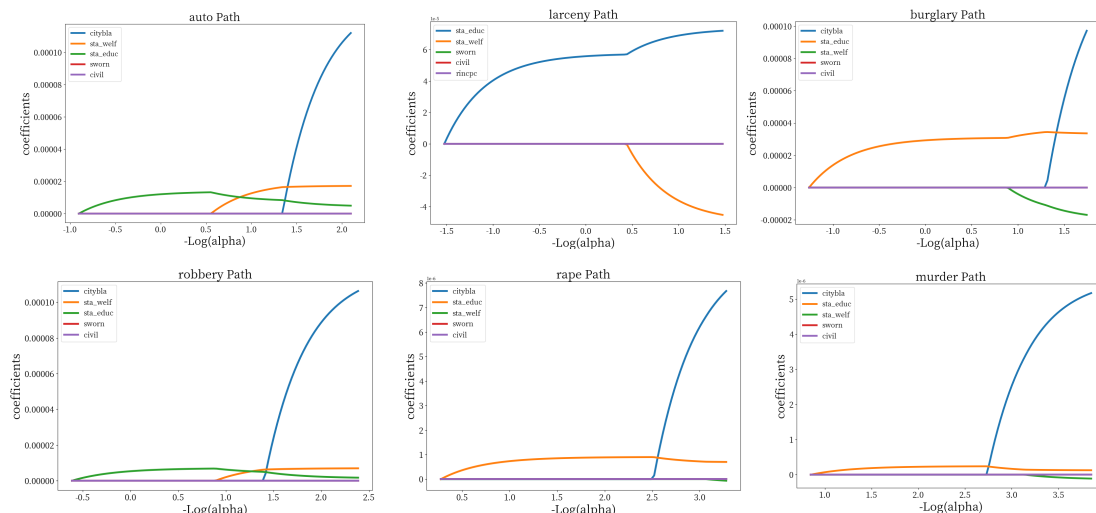 auto Path
citybla
sta_welf
sta_educ
sworn
civil
coefficients
0.00010
0.00008
0.00006
0.00004
0.00002
0.00000
-1.0 -0.5 0.0 0.5 1.0 1.5 2.0
-Log(alpha)
larceny Path
sta_educ
sta_welf
sworn
civil
rincpc
coefficients
6
4
2
0
-2
-4
-1.5 -1.0 -0.5 0.0 0.5 1.0 1.5
-Log(alpha)
burglary Path
citybla
sta_educ
sta_welf
sworn
civil
coefficients
0.00010
0.00008
0.00006
0.00004
0.00002
0.00000
-0.00002
-1.0 -0.5 0.0 0.5 1.0 1.5
-Log(alpha)
robbery Path
citybla
sta_welf
sta_educ
sworn
civil
coefficients
0.00010
0.00008
0.00006
0.00004
0.00002
0.00000
-0.5 0.0 0.5 1.0 1.5 2.0 2.5
-Log(alpha)
rape Path
citybla
sta_educ
sta_welf
sworn
civil
coefficients
8
7
6
5
4
3
2
1
0
0.5 1.0 1.5 2.0 2.5 3.0
-Log(alpha)
murder Path
citybla
sta_educ
sta_welf
sworn
civil
coefficients
5
4
3
2
1
0
1.0 1.5 2.0 2.5 3.0 3.5
-Log(alpha)